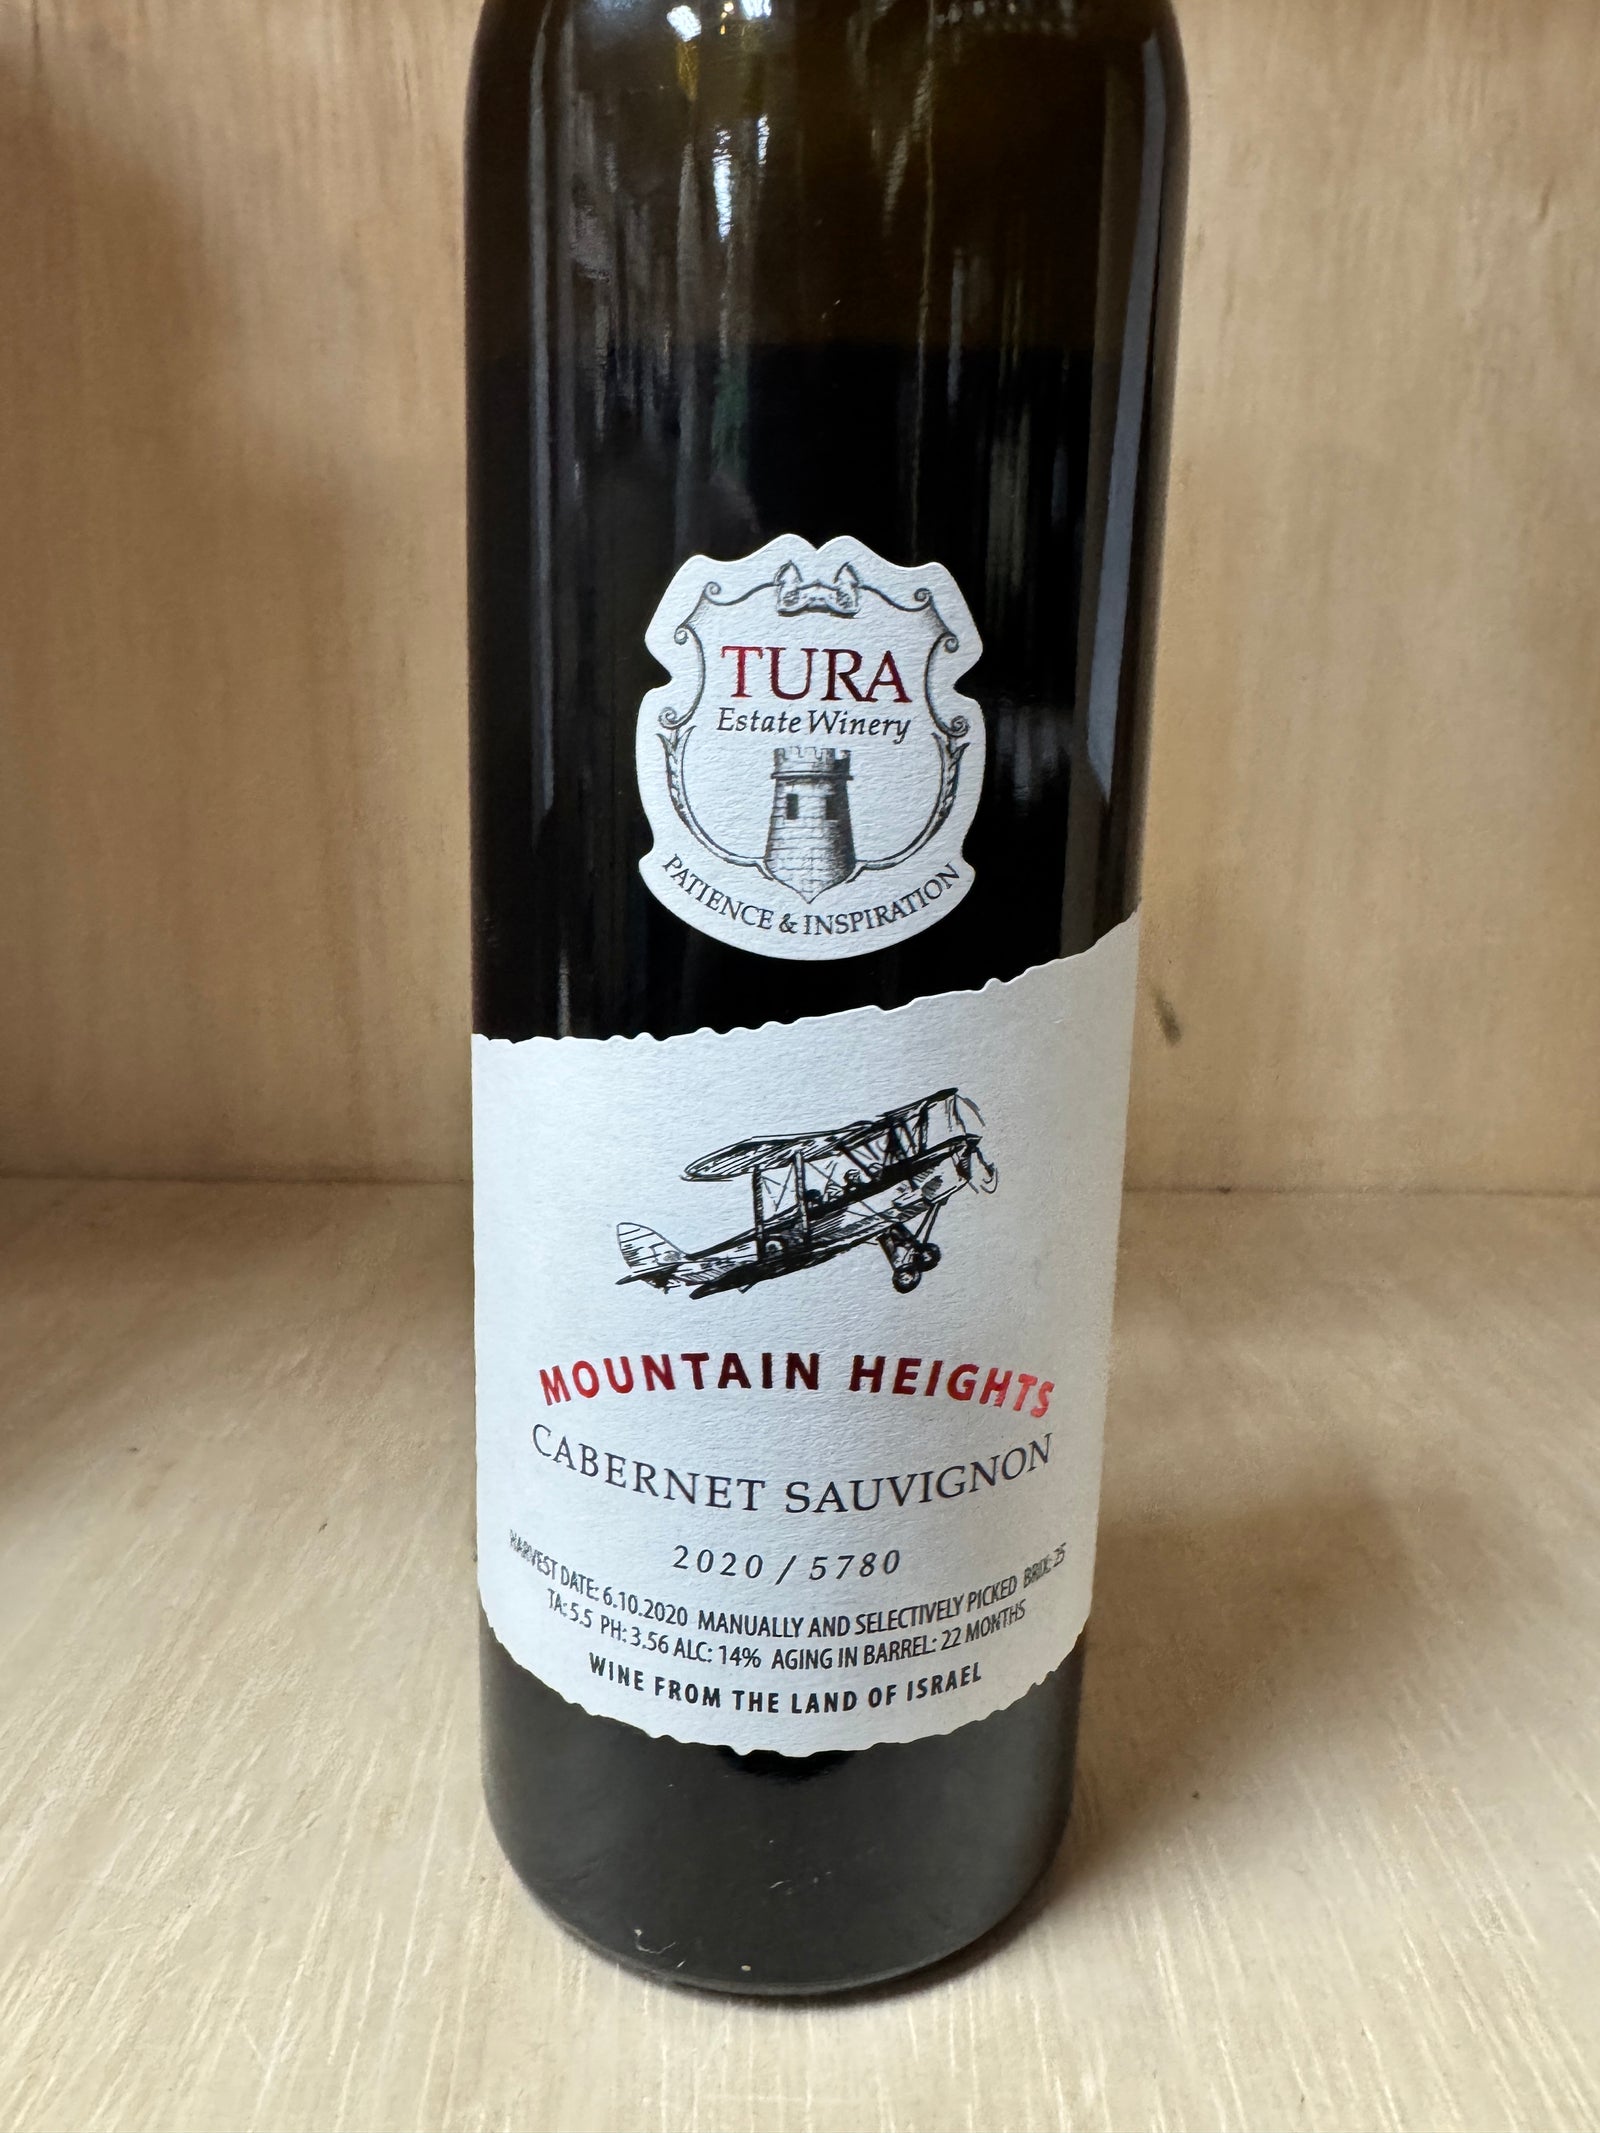 TURA
Estate Winery
PATIENCE & INSPIRATION
MOUNTAIN HEIGHTS
CABERNET SAUVIGNON
2020 / 5780
HARVEST DATE: 6.10.2020 MANUALLY AND SELECTIVELY PICKED BRIX: 25
TA: 5.5 PH: 3.56 ALC: 14% AGING IN BARREL: 22 MONTHS
WINE FROM THE LAND OF ISRAEL